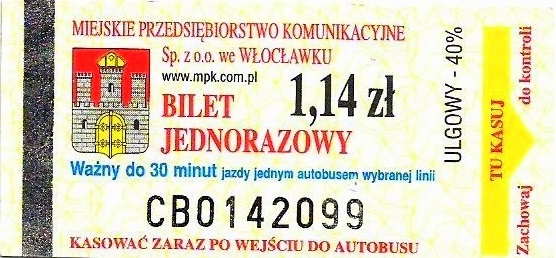 MIEJSKIE PRZEDSIĘBIORSTWO KOMUNIKACYJNE
Sp. z o.o. we WŁOCŁAWKU
www.mpk.com.pl
BILET 1,14 zł
JEDNORAZOWY
Ważny do 30 minut jazdy jednym autobusem wybranej linii
CB0142099
KASOWAĆ ZARAZ PO WEJŚCIU DO AUTOBUSU
ULGOWY - 40%
TU KASUJ
Zachowaj do kontroli